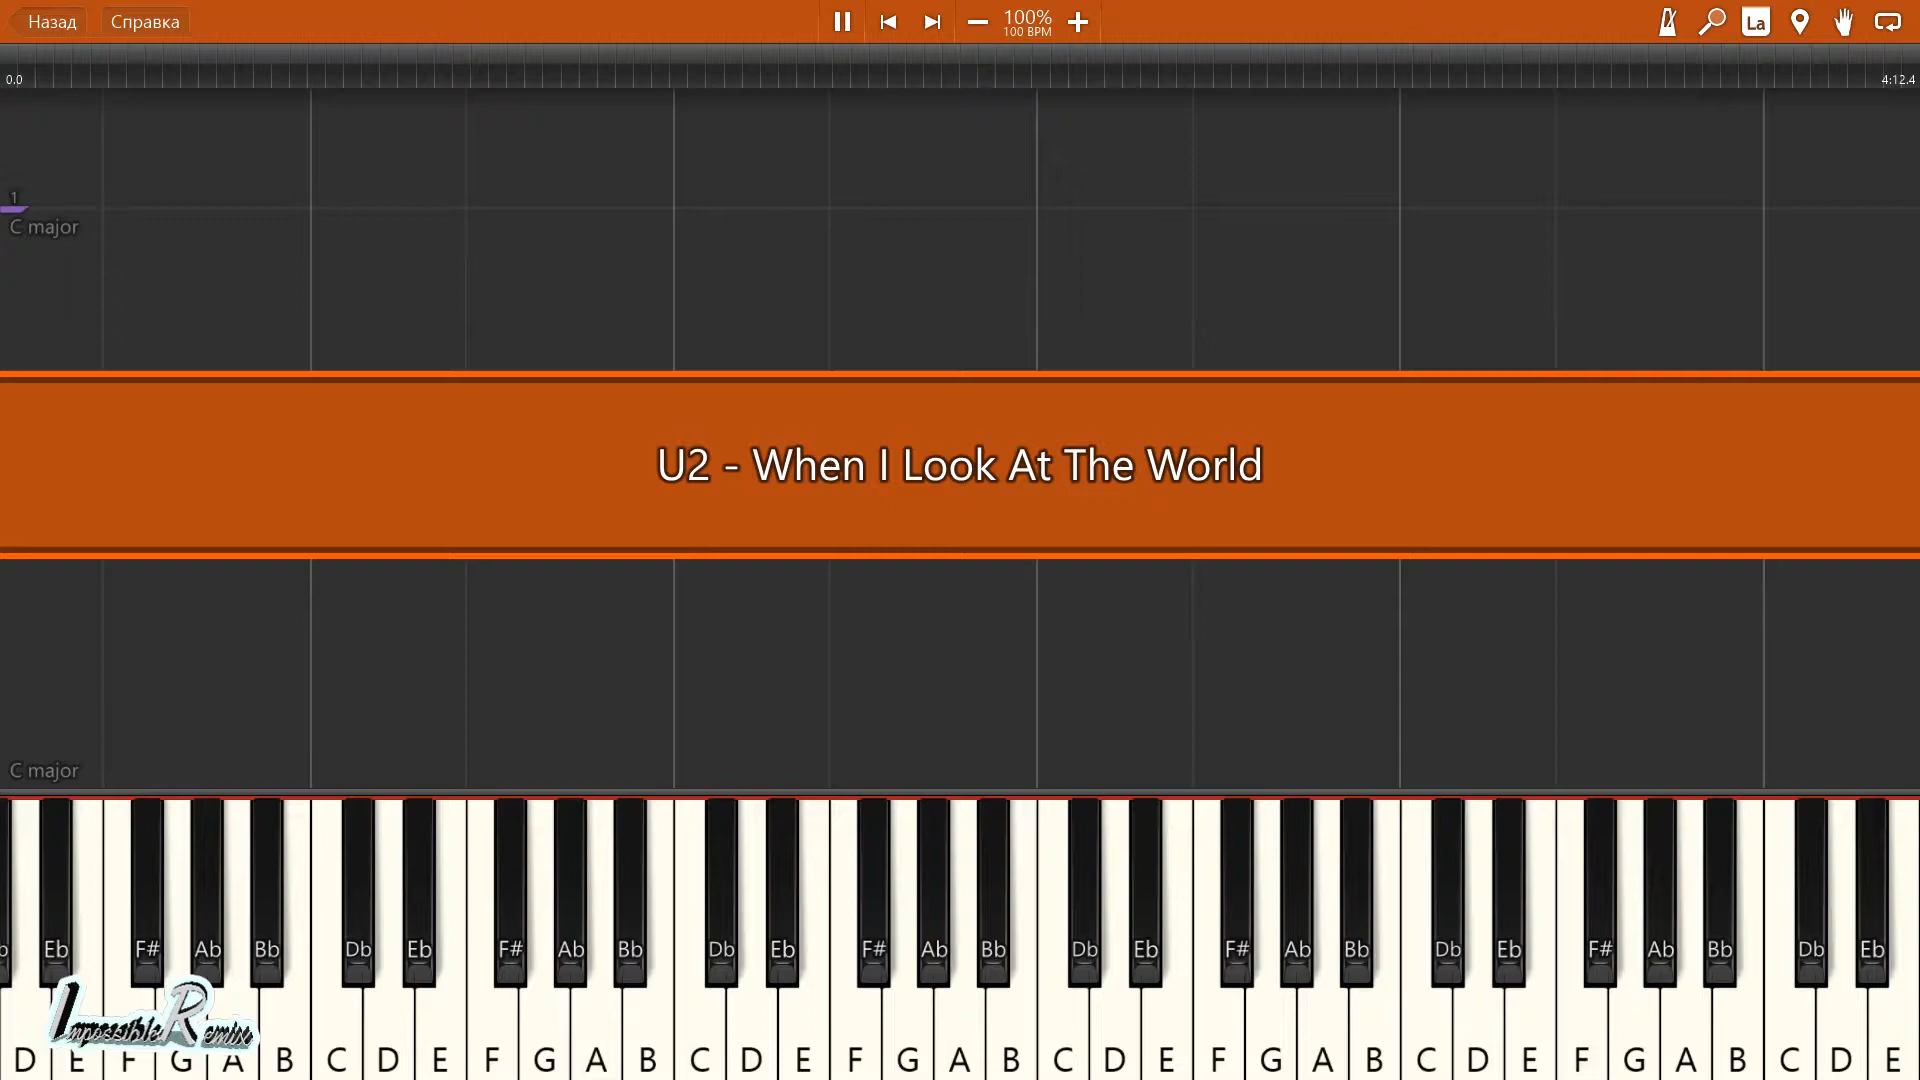 Назад Справка 100% La
100 BPM
0.0 4:12.4
1
C major
U2 - When I Look At The World
C major
Eb F# Ab Bb Db Eb F# Ab Bb Db Eb F# Ab Bb Db Eb F# Ab Bb Db Eb F# Ab Bb Db Eb
Impossible Remix
D E F G A B C D E F G A B C D E F G A B C D E F G A B C D E F G A B C D E